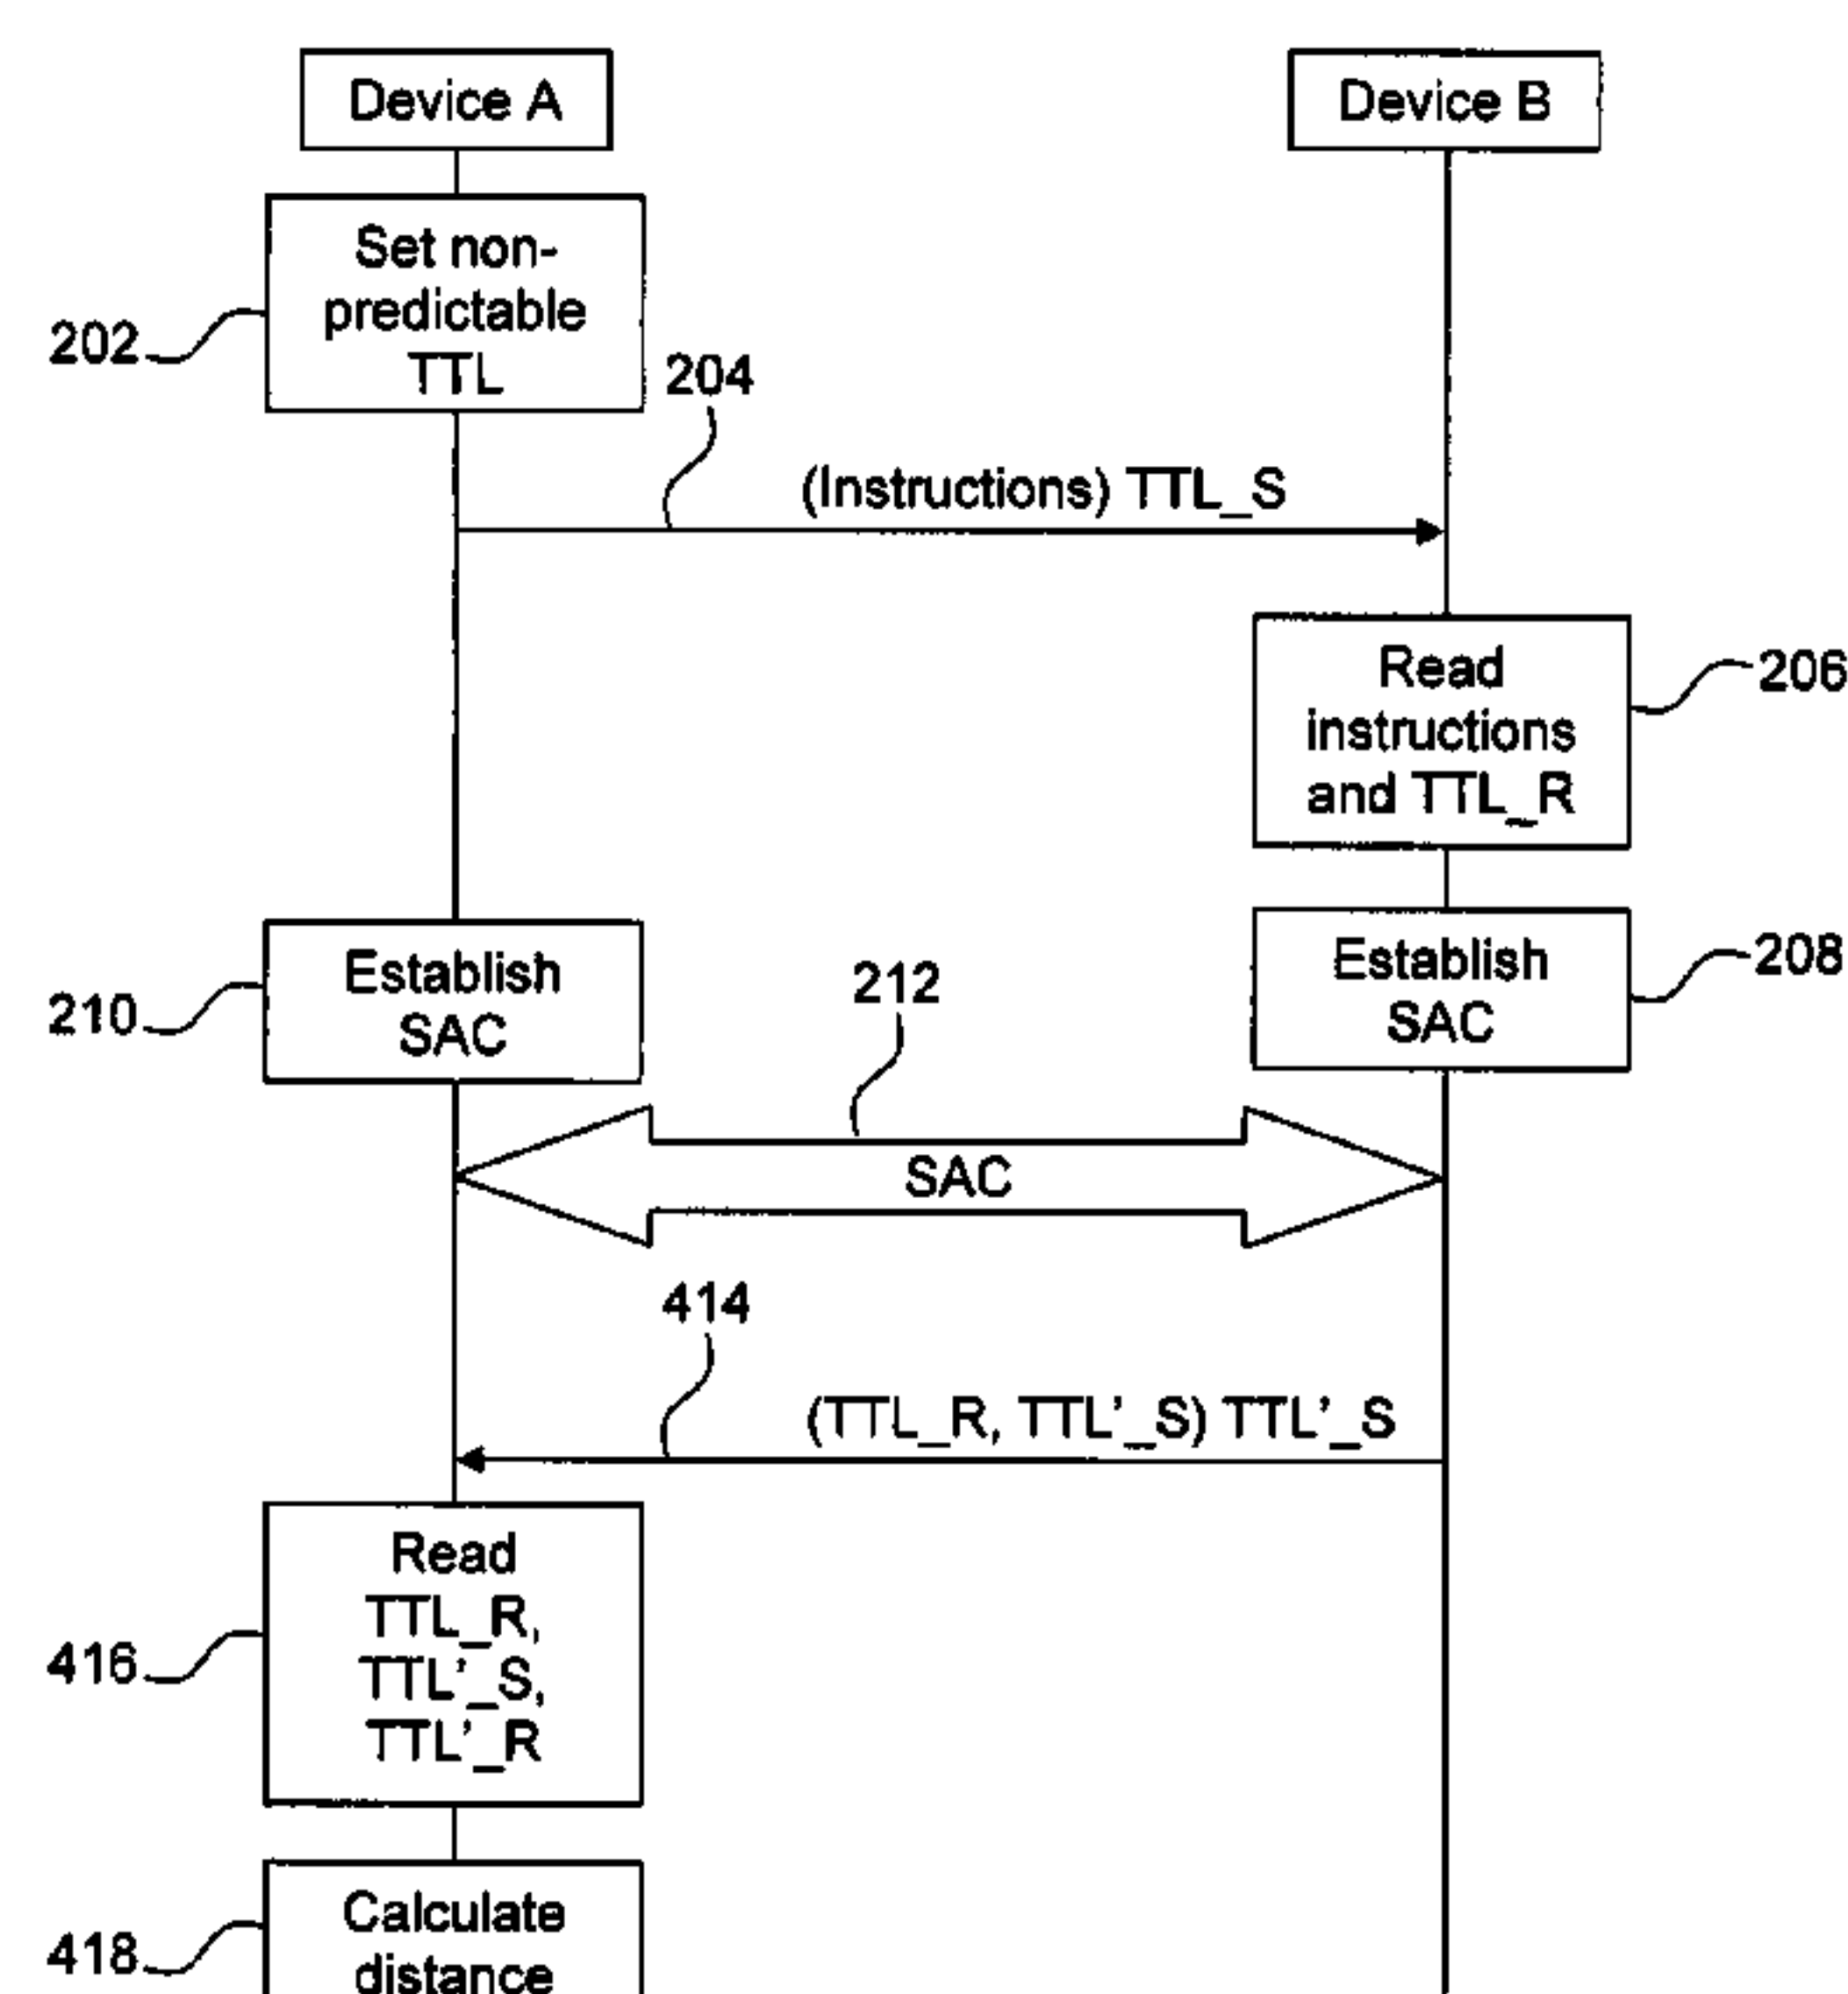 Device A
Device B
Set non-
predictable
TTL
202
204
(Instructions) TTL_S
Read
instructions
and TTL_R
206
Establish
SAC
208
Establish
SAC
210
212
SAC
414
(TTL_R, TTL'_S) TTL'_S
Read
TTL_R,
TTL'_S,
TTL'_R
416
Calculate
distance
418